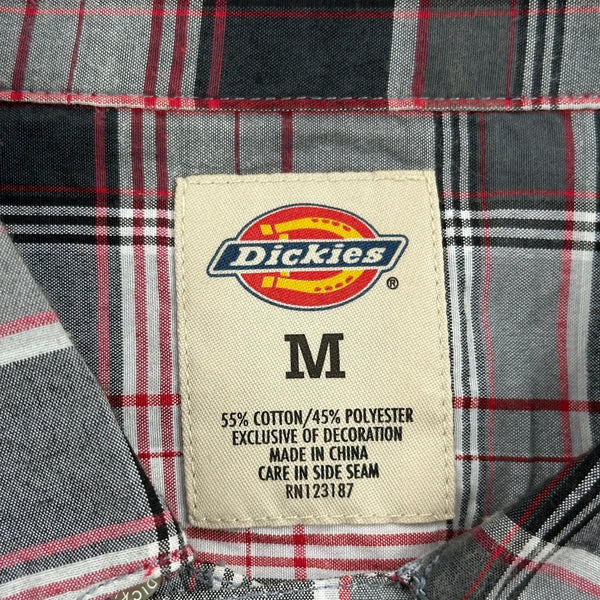 Dickies
®
M
55% COTTON/45% POLYESTER
EXCLUSIVE OF DECORATION
MADE IN CHINA
CARE IN SIDE SEAM
RN123187